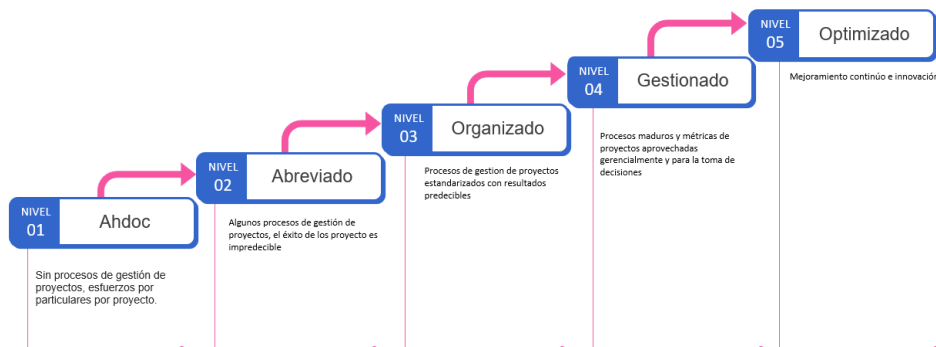 NIVEL
01
Ahdoc
Sin procesos de gestión de
proyectos, esfuerzos por
particulares por proyecto.
NIVEL
02
Abreviado
Algunos procesos de gestión de
proyectos, el éxito de los proyecto es
impredecible
NIVEL
03
Organizado
Procesos de gestion de proyectos
estandarizados con resultados
predecibles
NIVEL
04
Gestionado
Procesos maduros y métricas de
proyectos aprovechadas
gerencialmente y para la toma de
decisiones
NIVEL
05
Optimizado
Mejoramiento continúo e innovación